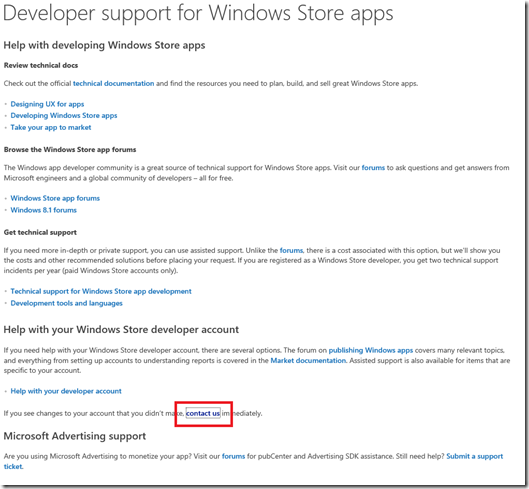 Developer support for Windows Store apps
Help with developing Windows Store apps
Review technical docs
Check out the official technical documentation and find the resources you need to plan, build, and sell great Windows Store apps.
Designing UX for apps
Developing Windows Store apps
Take your app to market
Browse the Windows Store app forums
The Windows app developer community is a great source of technical support for Windows Store apps. Visit our forums to ask questions and get answers from
Microsoft engineers and a global community of developers – all for free.
Windows Store app forums
Windows 8.1 forums
Get technical support
If you need more in-depth or private support, you can use assisted support. Unlike the forums, there is a cost associated with this option, but we'll show you
the costs and other recommended solutions before placing your request. If you are registered as a Windows Store developer, you get two technical support
incidents per year (paid Windows Store accounts only).
Technical support for Windows Store app development
Development tools and languages
Help with your Windows Store developer account
If you need help with your Windows Store developer account, there are several options. The forum on publishing Windows apps covers many relevant topics,
and everything from setting up accounts to understanding reports is covered in the Market documentation. Assisted support is also available for items that are
specific to your account.
Help with your developer account
If you see changes to your account that you didn't make, contact us immediately.
Microsoft Advertising support
Are you using Microsoft Advertising to monetize your app? Visit our forums for pubCenter and Advertising SDK assistance. Still need help? Submit a support
ticket.